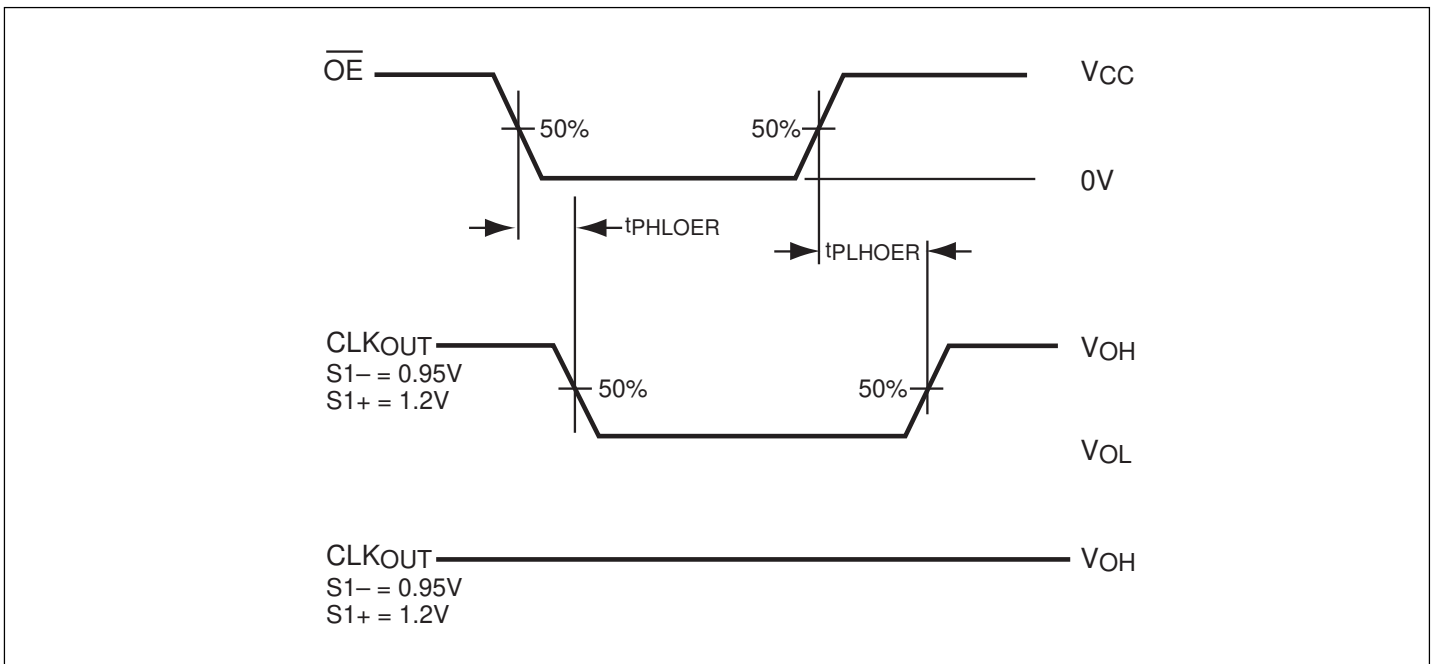 OE VCC
50% 50%
0V
tPHLOER
tPLHOER
CLKOUT VOH
S1– = 0.95V
50% 50%
S1+ = 1.2V
VOL
CLKOUT VOH
S1– = 0.95V
S1+ = 1.2V